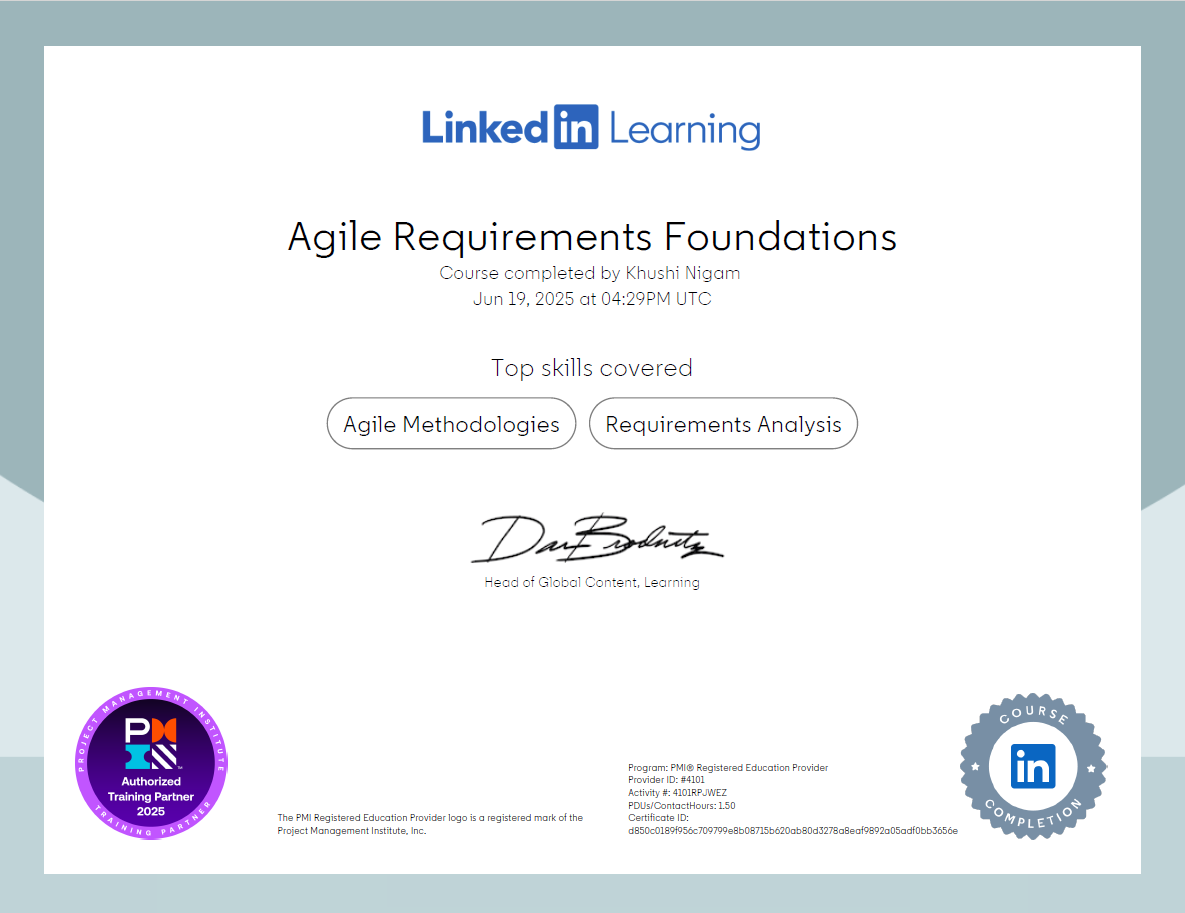 Linked in Learning
Agile Requirements Foundations
Course completed by Khushi Nigam
Jun 19, 2025 at 04:29PM UTC
Top skills covered
Agile Methodologies
Requirements Analysis
Dan Brodnitz
Head of Global Content, Learning
PROJECT MANAGEMENT INSTITUTE
PMI
Authorized
Training Partner
2025
TRAINING PARTNER
The PMI Registered Education Provider logo is a registered mark of the
Project Management Institute, Inc.
Program: PMI® Registered Education Provider
Provider ID: #4101
Activity #: 4101RPJWEZ
PDUs/ContactHours: 1.50
Certificate ID:
d850c0189f956c709799e8b08715b620ab80d3278a8eaf9892a05adf0bb3656e
COURSE
in
COMPLETION